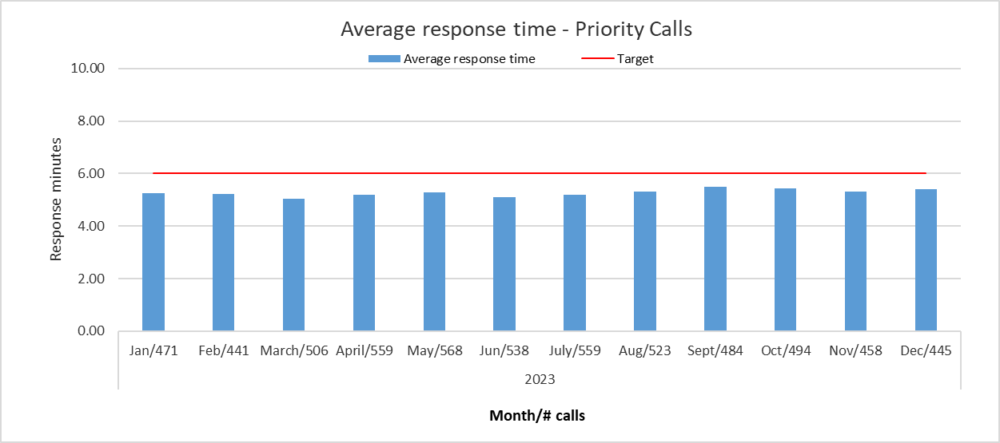 Average response time - Priority Calls
Average response time Target
10.00
8.00
6.00
4.00
2.00
0.00
Response minutes
Jan/471 Feb/441 March/506 April/559 May/568 Jun/538 July/559 Aug/523 Sept/484 Oct/494 Nov/458 Dec/445
2023
Month/# calls